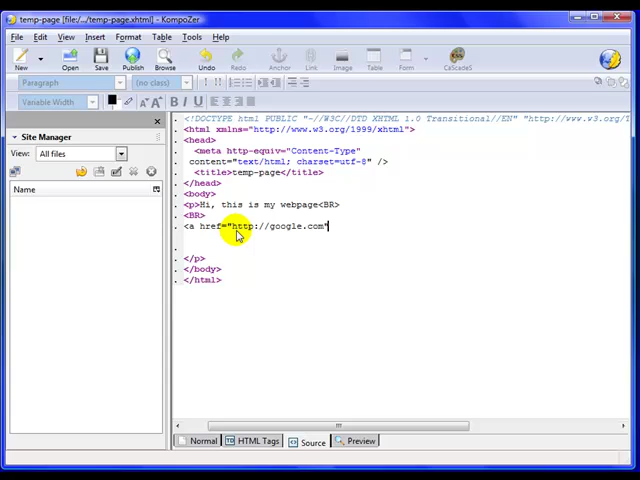 temp-page [file:/.../temp-page.xhtml] - KompoZer
File Edit View Insert Format Table Tools Help
New Open Save Publish Browse Undo Redo Anchor Link Image Table Form CaScadeS
Paragraph (no class)
Variable Width
Site Manager
View: All files
Name
<!DOCTYPE html PUBLIC "-//W3C//DTD XHTML 1.0 Transitional//EN" "http://www.w3.org/T
<html xmlns="http://www.w3.org/1999/xhtml">
<head>
<meta http-equiv="Content-Type"
content="text/html; charset=utf-8" />
<title>temp-page</title>
</head>
<body>
<p>Hi, this is my webpage<BR>
<BR>
<a href="http://google.com"
</p>
</body>
</html>
Normal HTML Tags Source Preview